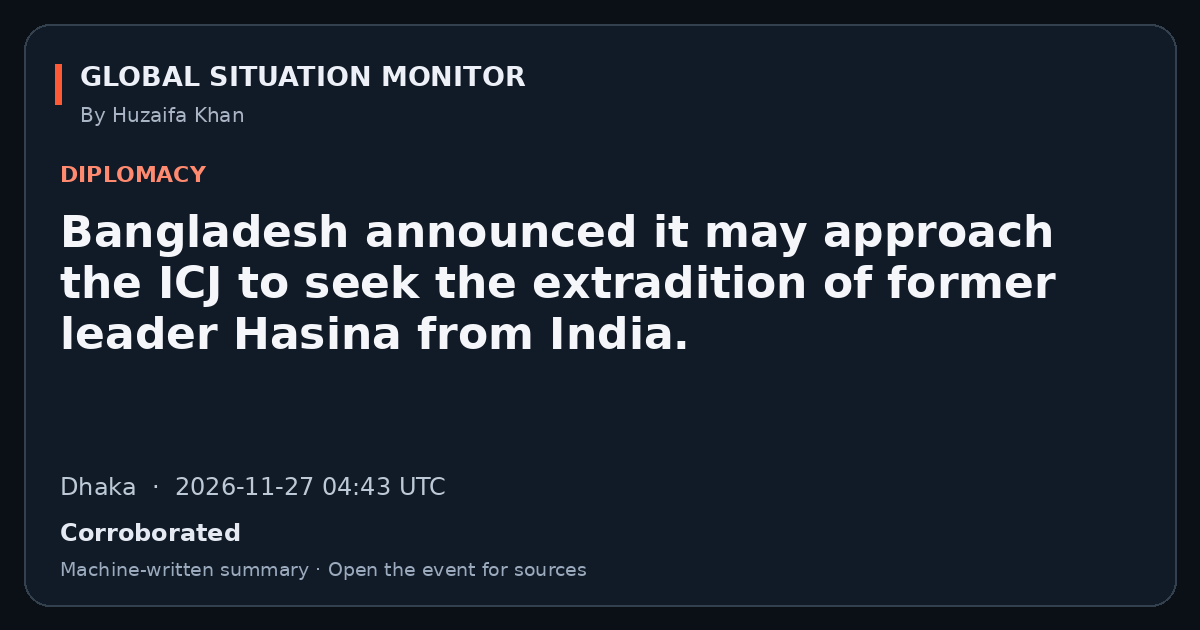 GLOBAL SITUATION MONITOR
By Huzaifa Khan
DIPLOMACY
Bangladesh announced it may approach
the ICJ to seek the extradition of former
leader Hasina from India.
Dhaka · 2026-11-27 04:43 UTC
Corroborated
Machine-written summary · Open the event for sources